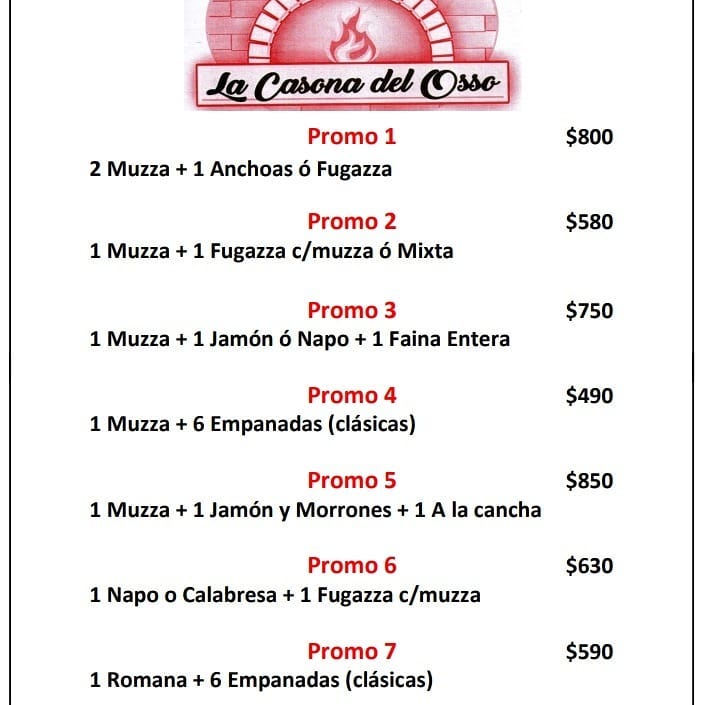 La Casona del Osso
Promo 1 $800
2 Muzza + 1 Anchoas ó Fugazza
Promo 2 $580
1 Muzza + 1 Fugazza c/muzza ó Mixta
Promo 3 $750
1 Muzza + 1 Jamón ó Napo + 1 Faina Entera
Promo 4 $490
1 Muzza + 6 Empanadas (clásicas)
Promo 5 $850
1 Muzza + 1 Jamón y Morrones + 1 A la cancha
Promo 6 $630
1 Napo o Calabresa + 1 Fugazza c/muzza
Promo 7 $590
1 Romana + 6 Empanadas (clásicas)